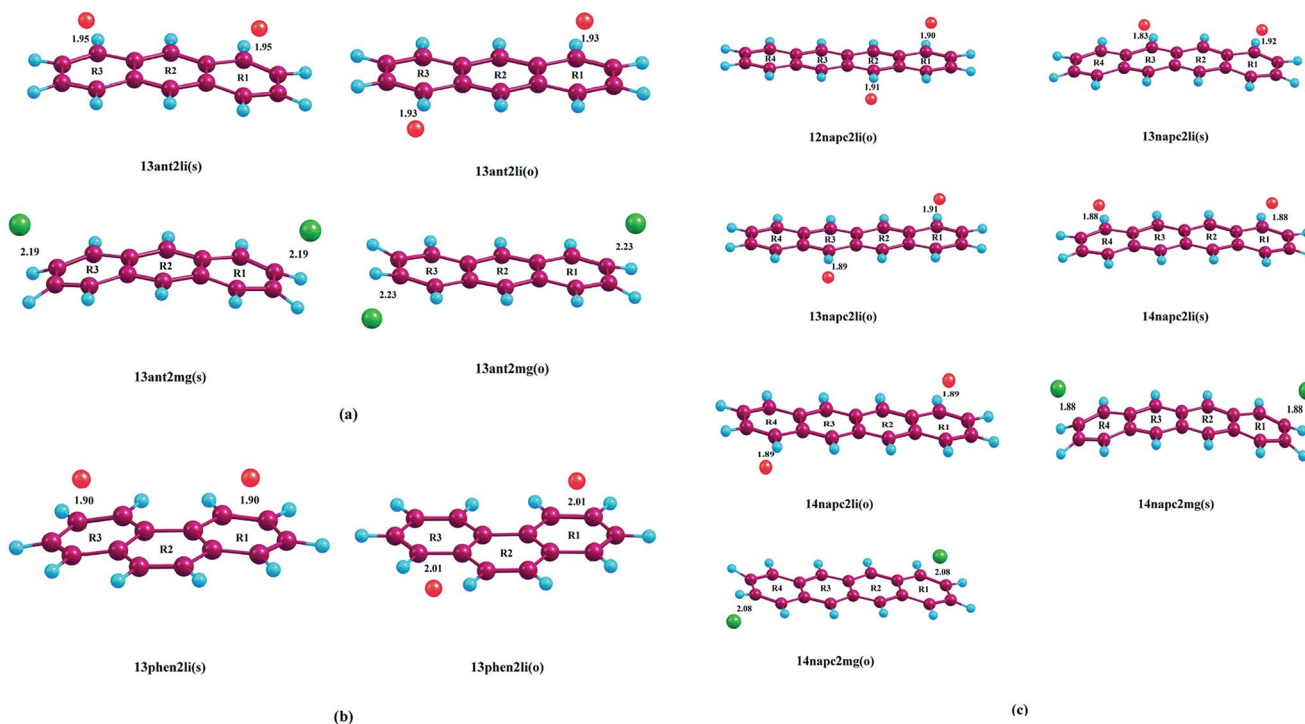 1.95
1.95
R3
R2
R1
13ant2li(s)
1.93
R3
R2
R1
1.93
13ant2li(o)
2.19
2.19
R3
R2
R1
13ant2mg(s)
2.23
R3
R2
R1
2.23
13ant2mg(o)
(a)
1.90
1.90
R3
R2
R1
13phen2li(s)
2.01
R3
R1
R2
2.01
13phen2li(o)
(b)
1.90
R4
R3
R2
R1
1.91
12napc2li(o)
1.83
1.92
R4
R3
R2
R1
13napc2li(s)
1.91
R4
R3
R2
R1
1.89
13napc2li(o)
1.88
1.88
R4
R3
R2
R1
14napc2li(s)
1.89
R4
R3
R2
R1
1.89
14napc2li(o)
1.88
1.88
R4
R3
R2
R1
14napc2mg(s)
2.08
R4
R3
R2
R1
2.08
14napc2mg(o)
(c)